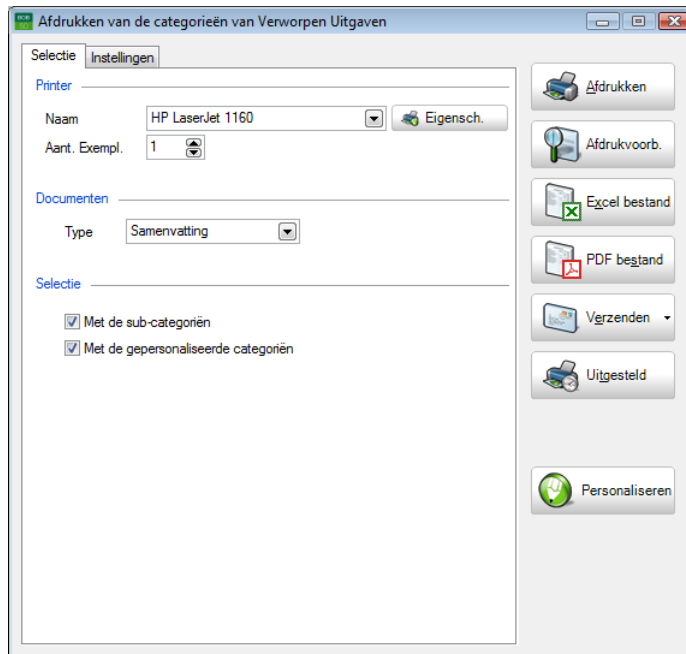 Afdrukken van de categorieën van Verworpen Uitgaven
Selectie Instellingen
Printer
Naam HP LaserJet 1160 Eigensch.
Aant. Exempl. 1
Documenten
Type Samenvatting
Selectie
Met de sub-categoriën
Met de gepersonaliseerde categoriën
Afdrukken
Afdrukvoorb.
Excel bestand
PDF bestand
Verzenden
Uitgesteld
Personaliseren